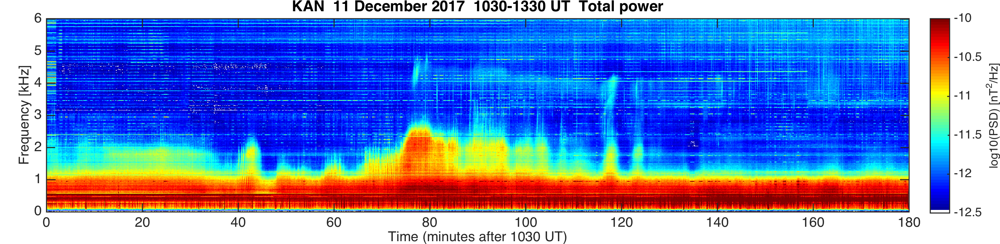 KAN 11 December 2017 1030-1330 UT Total power
Frequency [kHz]
6
5
4
3
2
1
0
0 20 40 60 80 100 120 140 160 180
Time (minutes after 1030 UT)
-10
-10.5
-11
-11.5
-12
-12.5
log10(PSD) [nT²/Hz]